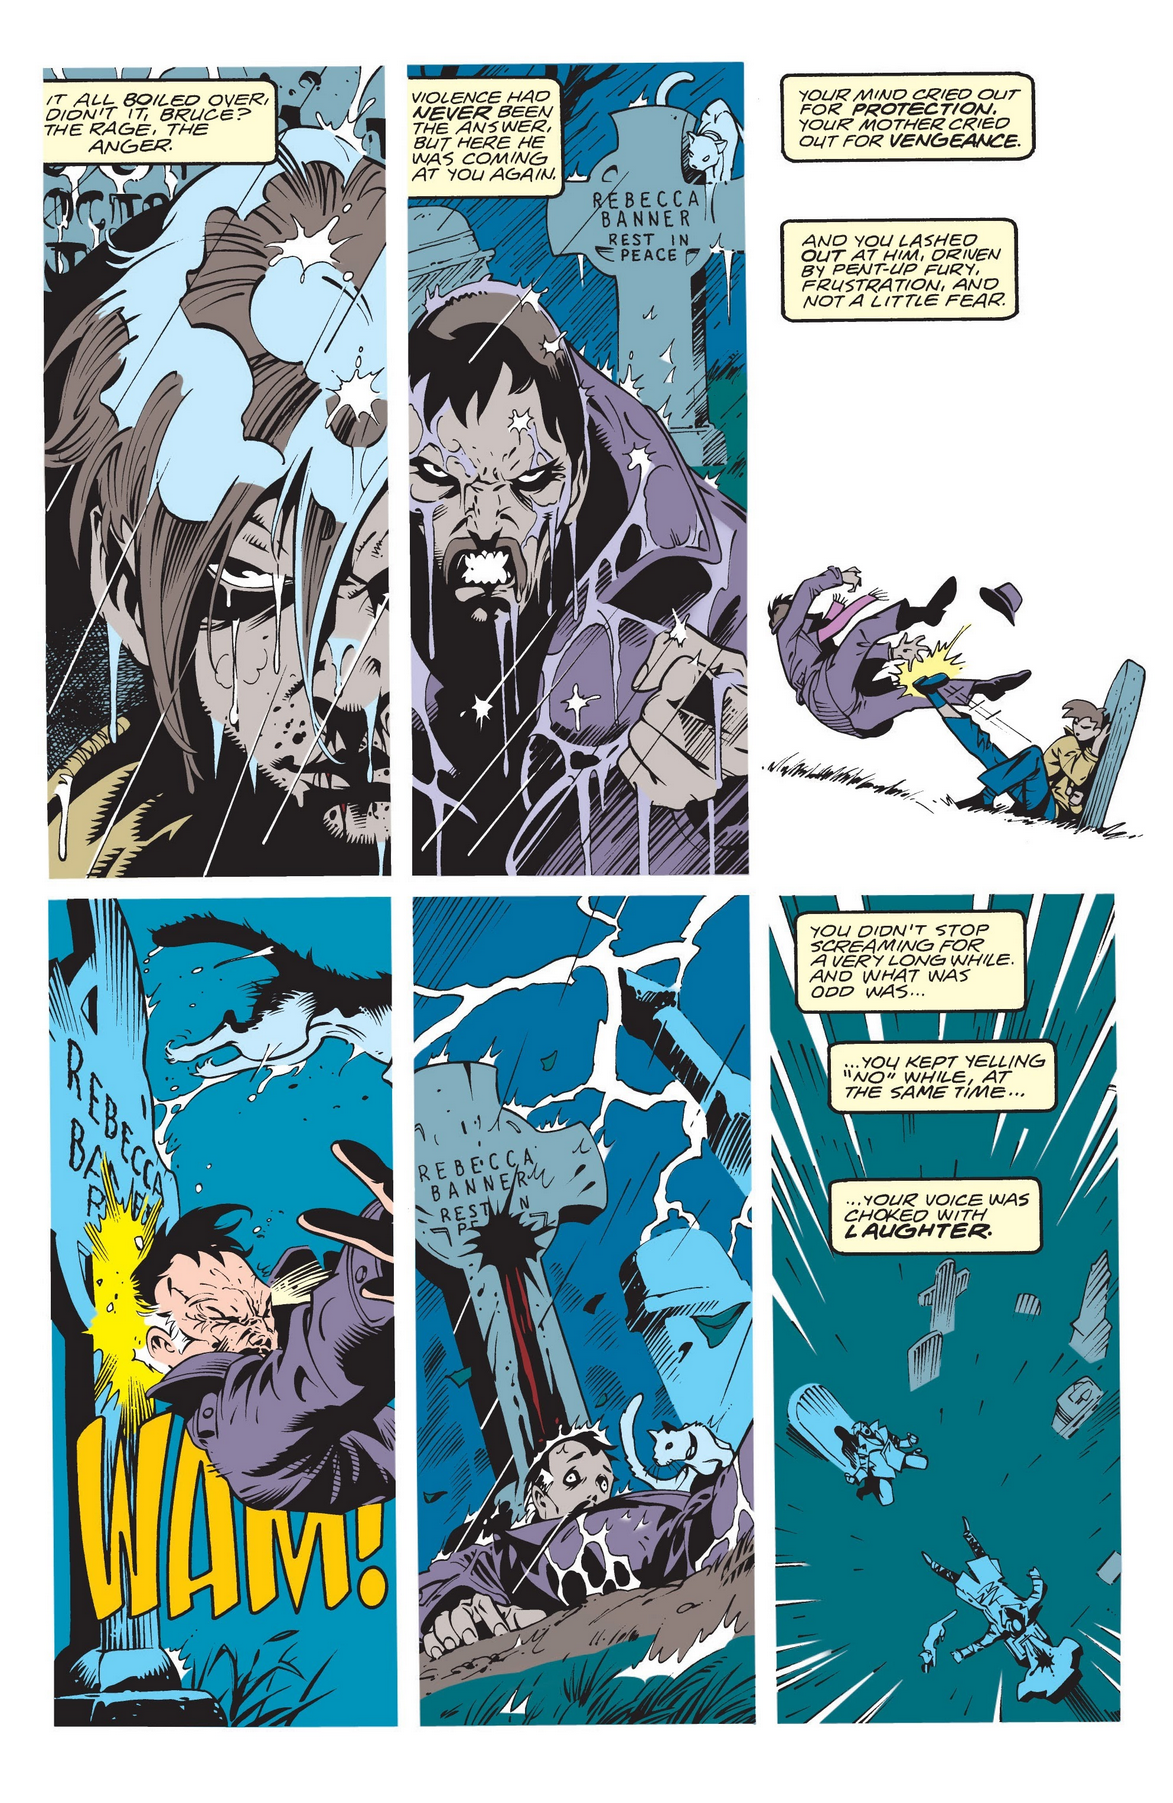 IT ALL BOILED OVER,
DIDN'T IT, BRUCE?
THE RAGE, THE
ANGER.
VIOLENCE HAD
NEVER BEEN
THE ANSWER,
BUT HERE HE
WAS COMING
AT YOU AGAIN.
REBECCA
BANNER
REST IN
PEACE
YOUR MIND CRIED OUT
FOR PROTECTION.
YOUR MOTHER CRIED
OUT FOR VENGEANCE.
AND YOU LASHED
OUT AT HIM, DRIVEN
BY PENT-UP FURY,
FRUSTRATION, AND
NOT A LITTLE FEAR.
REBECCA
BAN
R
WAM!
REBECCA
BANNER
REST IN
PE
YOU DIDN'T STOP
SCREAMING FOR
A VERY LONG WHILE.
AND WHAT WAS
ODD WAS...
...YOU KEPT YELLING
"NO" WHILE, AT
THE SAME TIME...
...YOUR VOICE WAS
CHOKED WITH
LAUGHTER.